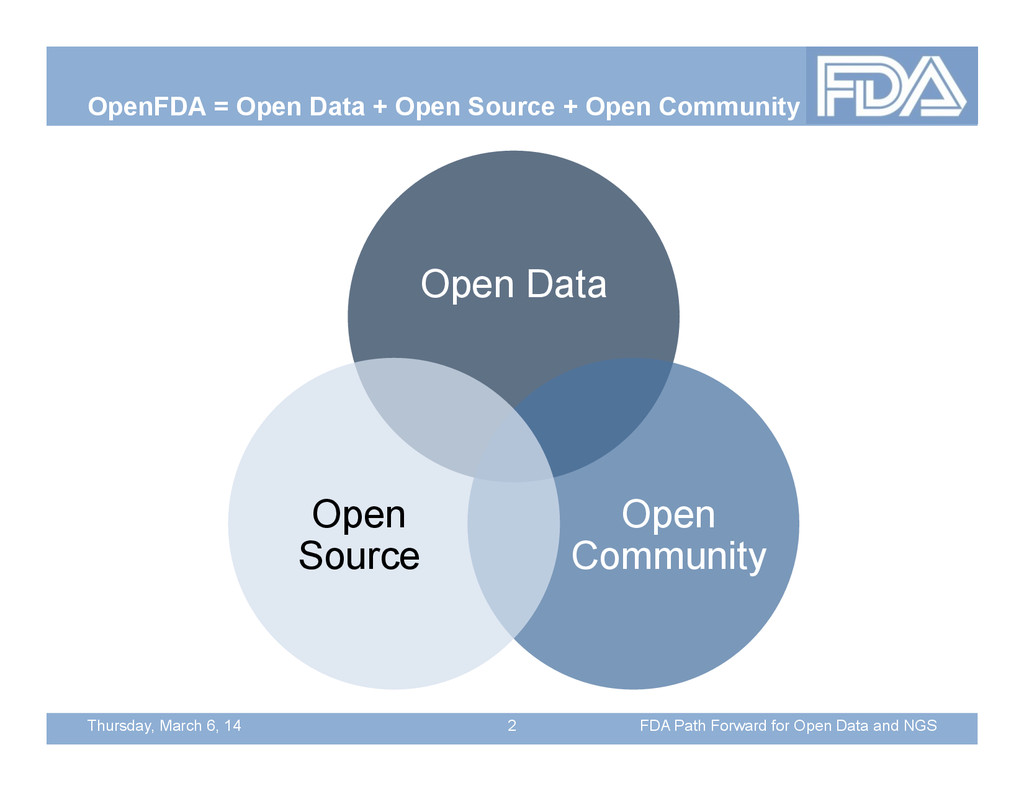 OpenFDA = Open Data + Open Source + Open Community
FDA
Open Data
Open
Source
Open
Community
Thursday, March 6, 14
2
FDA Path Forward for Open Data and NGS